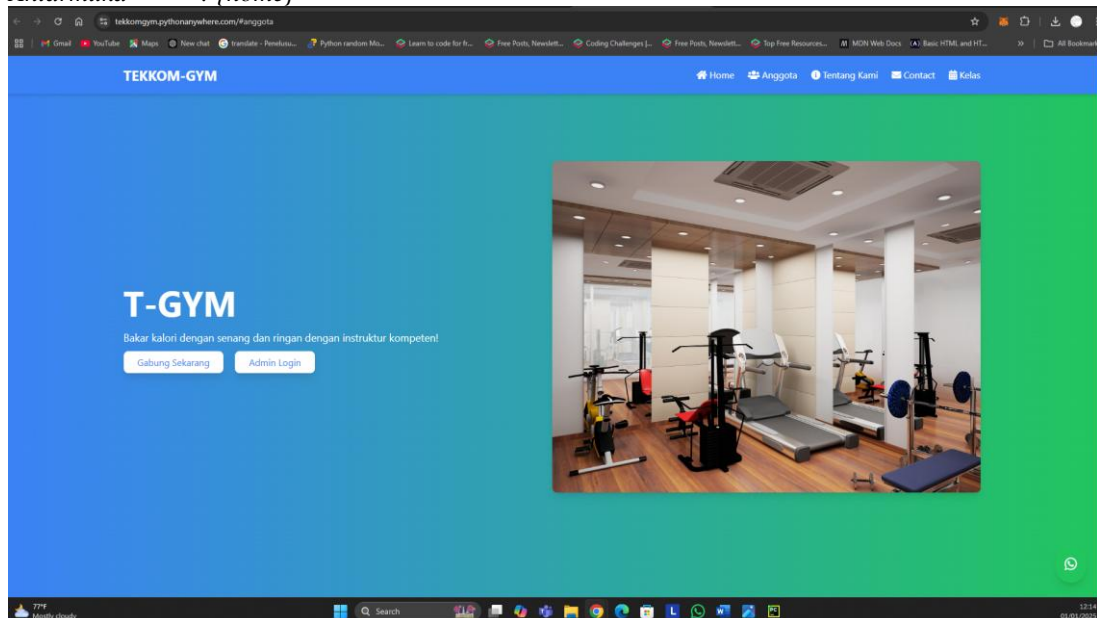 tekkomgym.pythonanywhere.com/#anggota
Gmail YouTube Maps New chat translate - Penelusu... Python random Mo... Learn to code for fr... Free Posts, Newslett... Coding Challenges |... Free Posts, Newslett... Top Free Resources... MDN Web Docs Basic HTML and HT... » All Bookmark
TEKKOM-GYM
Home Anggota Tentang Kami Contact Kelas
T-GYM
Bakar kalori dengan senang dan ringan dengan instruktur kompeten!
Gabung Sekarang Admin Login
77°F
Mostly cloudy
Search
12:14
01/01/2025